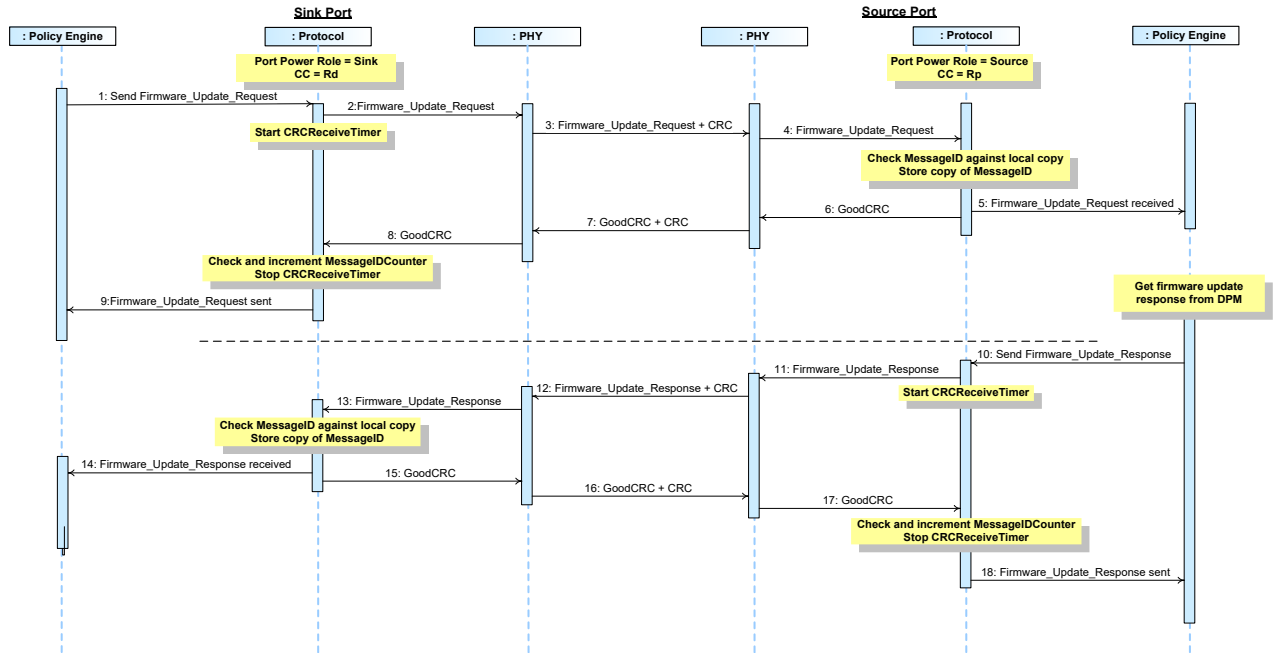 Sink Port
Source Port
: Policy Engine
: Protocol
: PHY
: PHY
: Protocol
: Policy Engine
Port Power Role = Sink
CC = Rd
Port Power Role = Source
CC = Rp
1: Send Firmware_Update_Request
2:Firmware_Update_Request
Start CRCReceiveTimer
3: Firmware_Update_Request + CRC
4: Firmware_Update_Request
Check MessageID against local copy
Store copy of MessageID
5: Firmware_Update_Request received
6: GoodCRC
7: GoodCRC + CRC
8: GoodCRC
Check and increment MessageIDCounter
Stop CRCReceiveTimer
9:Firmware_Update_Request sent
Get firmware update
response from DPM
10: Send Firmware_Update_Response
11: Firmware_Update_Response
Start CRCReceiveTimer
12: Firmware_Update_Response + CRC
13: Firmware_Update_Response
Check MessageID against local copy
Store copy of MessageID
14: Firmware_Update_Response received
15: GoodCRC
16: GoodCRC + CRC
17: GoodCRC
Check and increment MessageIDCounter
Stop CRCReceiveTimer
18: Firmware_Update_Response sent